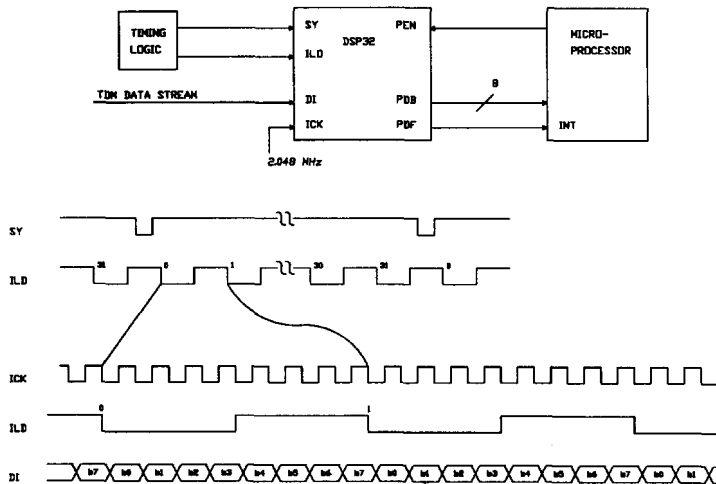 TIMING
LOGIC
SY
ILD
DSP32
PEN
MICRO-
PROCESSOR
TDM DATA STREAM
DI
ICK
PDB
PDF
8
INT
2.048 MHz
SY
ILD
31
0
1
30
31
0
ICK
ILD
0
1
DI
b7 b0 b1 b2 b3 b4 b5 b6 b7 b0 b1 b2 b3 b4 b5 b6 b7 b0 b1